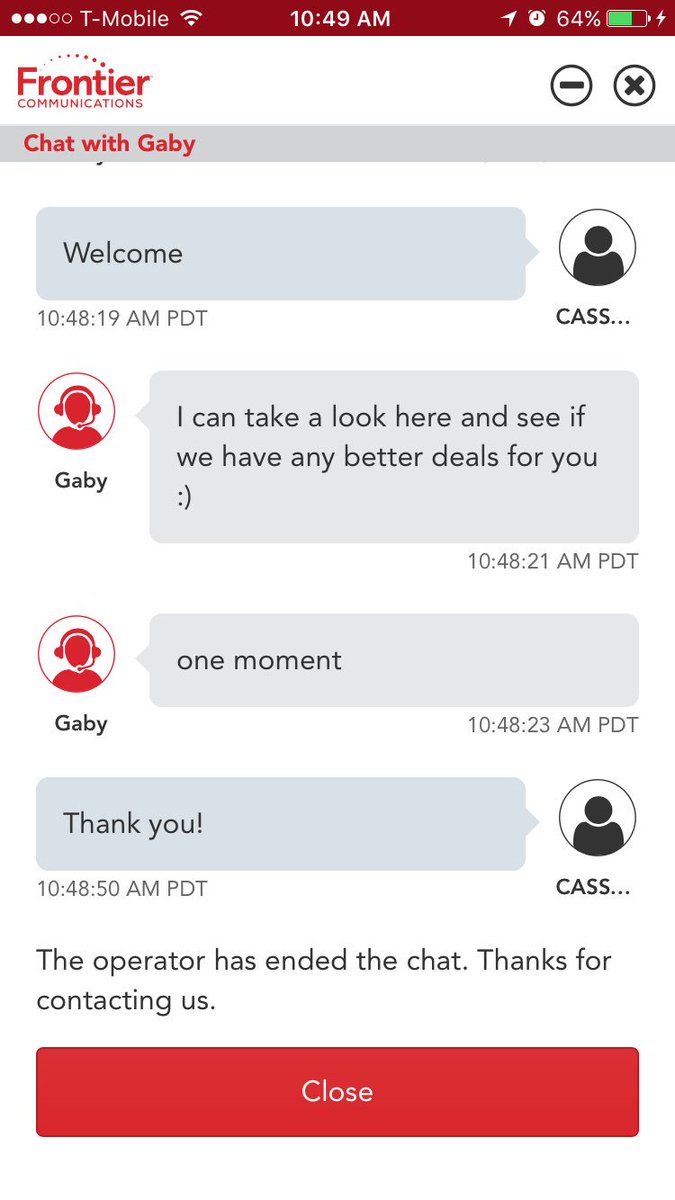 T-Mobile 10:49 AM 64%
Frontier
COMMUNICATIONS
Chat with Gaby
Welcome
10:48:19 AM PDT
CASS...
I can take a look here and see if
we have any better deals for you
:)
Gaby
10:48:21 AM PDT
one moment
Gaby
10:48:23 AM PDT
Thank you!
10:48:50 AM PDT
CASS...
The operator has ended the chat. Thanks for
contacting us.
Close